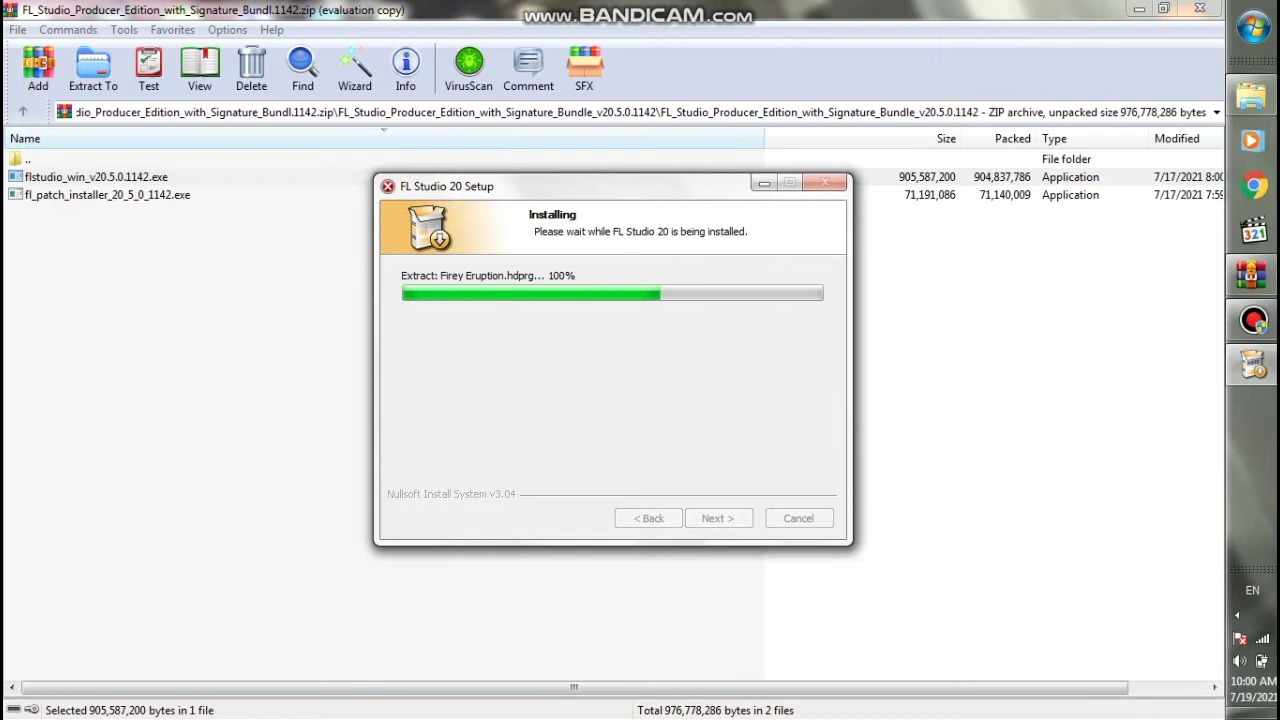 FL_Studio_Producer_Edition_with_Signature_Bundl.1142.zip (evaluation copy)
www.BANDICAM.com
File Commands Tools Favorites Options Help
Add Extract To Test View Delete Find Wizard Info VirusScan Comment SFX
dio_Producer_Edition_with_Signature_Bundl.1142.zip\FL_Studio_Producer_Edition_with_Signature_Bundle_v20.5.0.1142\FL_Studio_Producer_Edition_with_Signature_Bundle_v20.5.0.1142 - ZIP archive, unpacked size 976,778,286 bytes
Name Size Packed Type Modified
.. File folder
flstudio_win_v20.5.0.1142.exe 905,587,200 904,837,786 Application 7/17/2021 8:00
fl_patch_installer_20_5_0_1142.exe 71,191,086 71,140,009 Application 7/17/2021 7:59
FL Studio 20 Setup
Installing
Please wait while FL Studio 20 is being installed.
Extract: Firey Eruption.hdprg... 100%
Nullsoft Install System v3.04
< Back Next > Cancel
321
EN
10:00 AM
7/19/2021
Selected 905,587,200 bytes in 1 file Total 976,778,286 bytes in 2 files